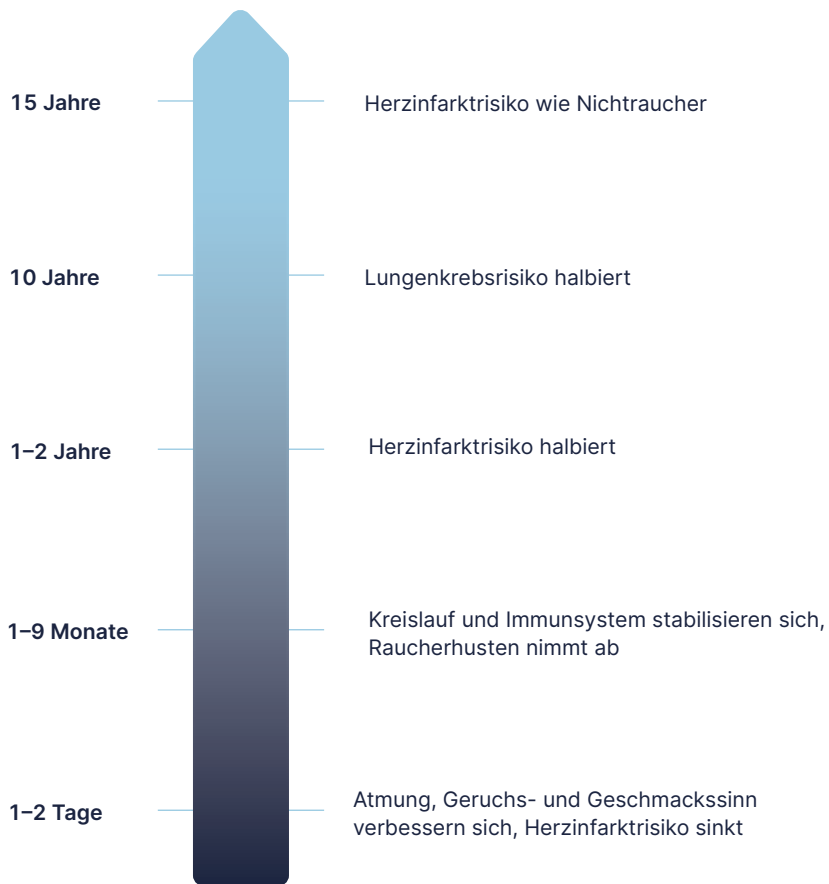 15 Jahre
Herzinfarktrisiko wie Nichtraucher
10 Jahre
Lungenkrebsrisiko halbiert
1–2 Jahre
Herzinfarktrisiko halbiert
1–9 Monate
Kreislauf und Immunsystem stabilisieren sich,
Raucherhusten nimmt ab
1–2 Tage
Atmung, Geruchs- und Geschmackssinn
verbessern sich, Herzinfarktrisiko sinkt